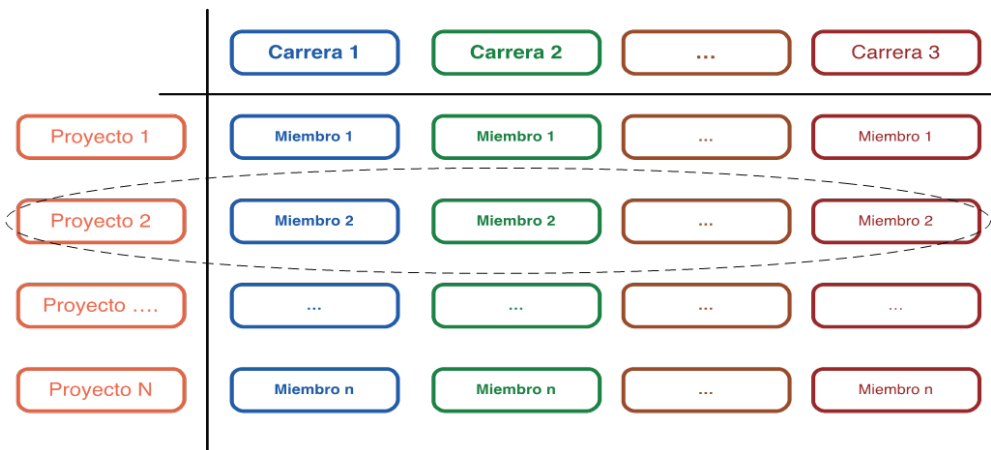 Carrera 1 Carrera 2 ... Carrera 3
Proyecto 1 Miembro 1 Miembro 1 ... Miembro 1
Proyecto 2 Miembro 2 Miembro 2 ... Miembro 2
Proyecto .... ... ... ... ...
Proyecto N Miembro n Miembro n ... Miembro n